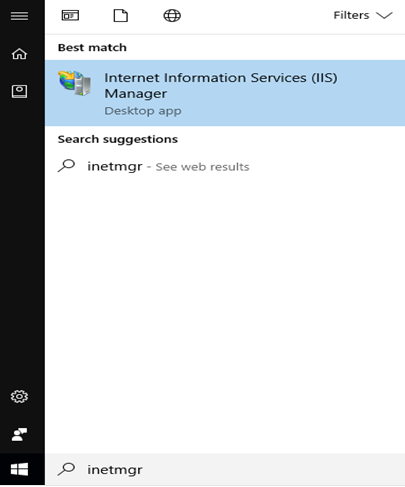 Filters
Best match
Internet Information Services (IIS)
Manager
Desktop app
Search suggestions
inetmgr - See web results
inetmgr